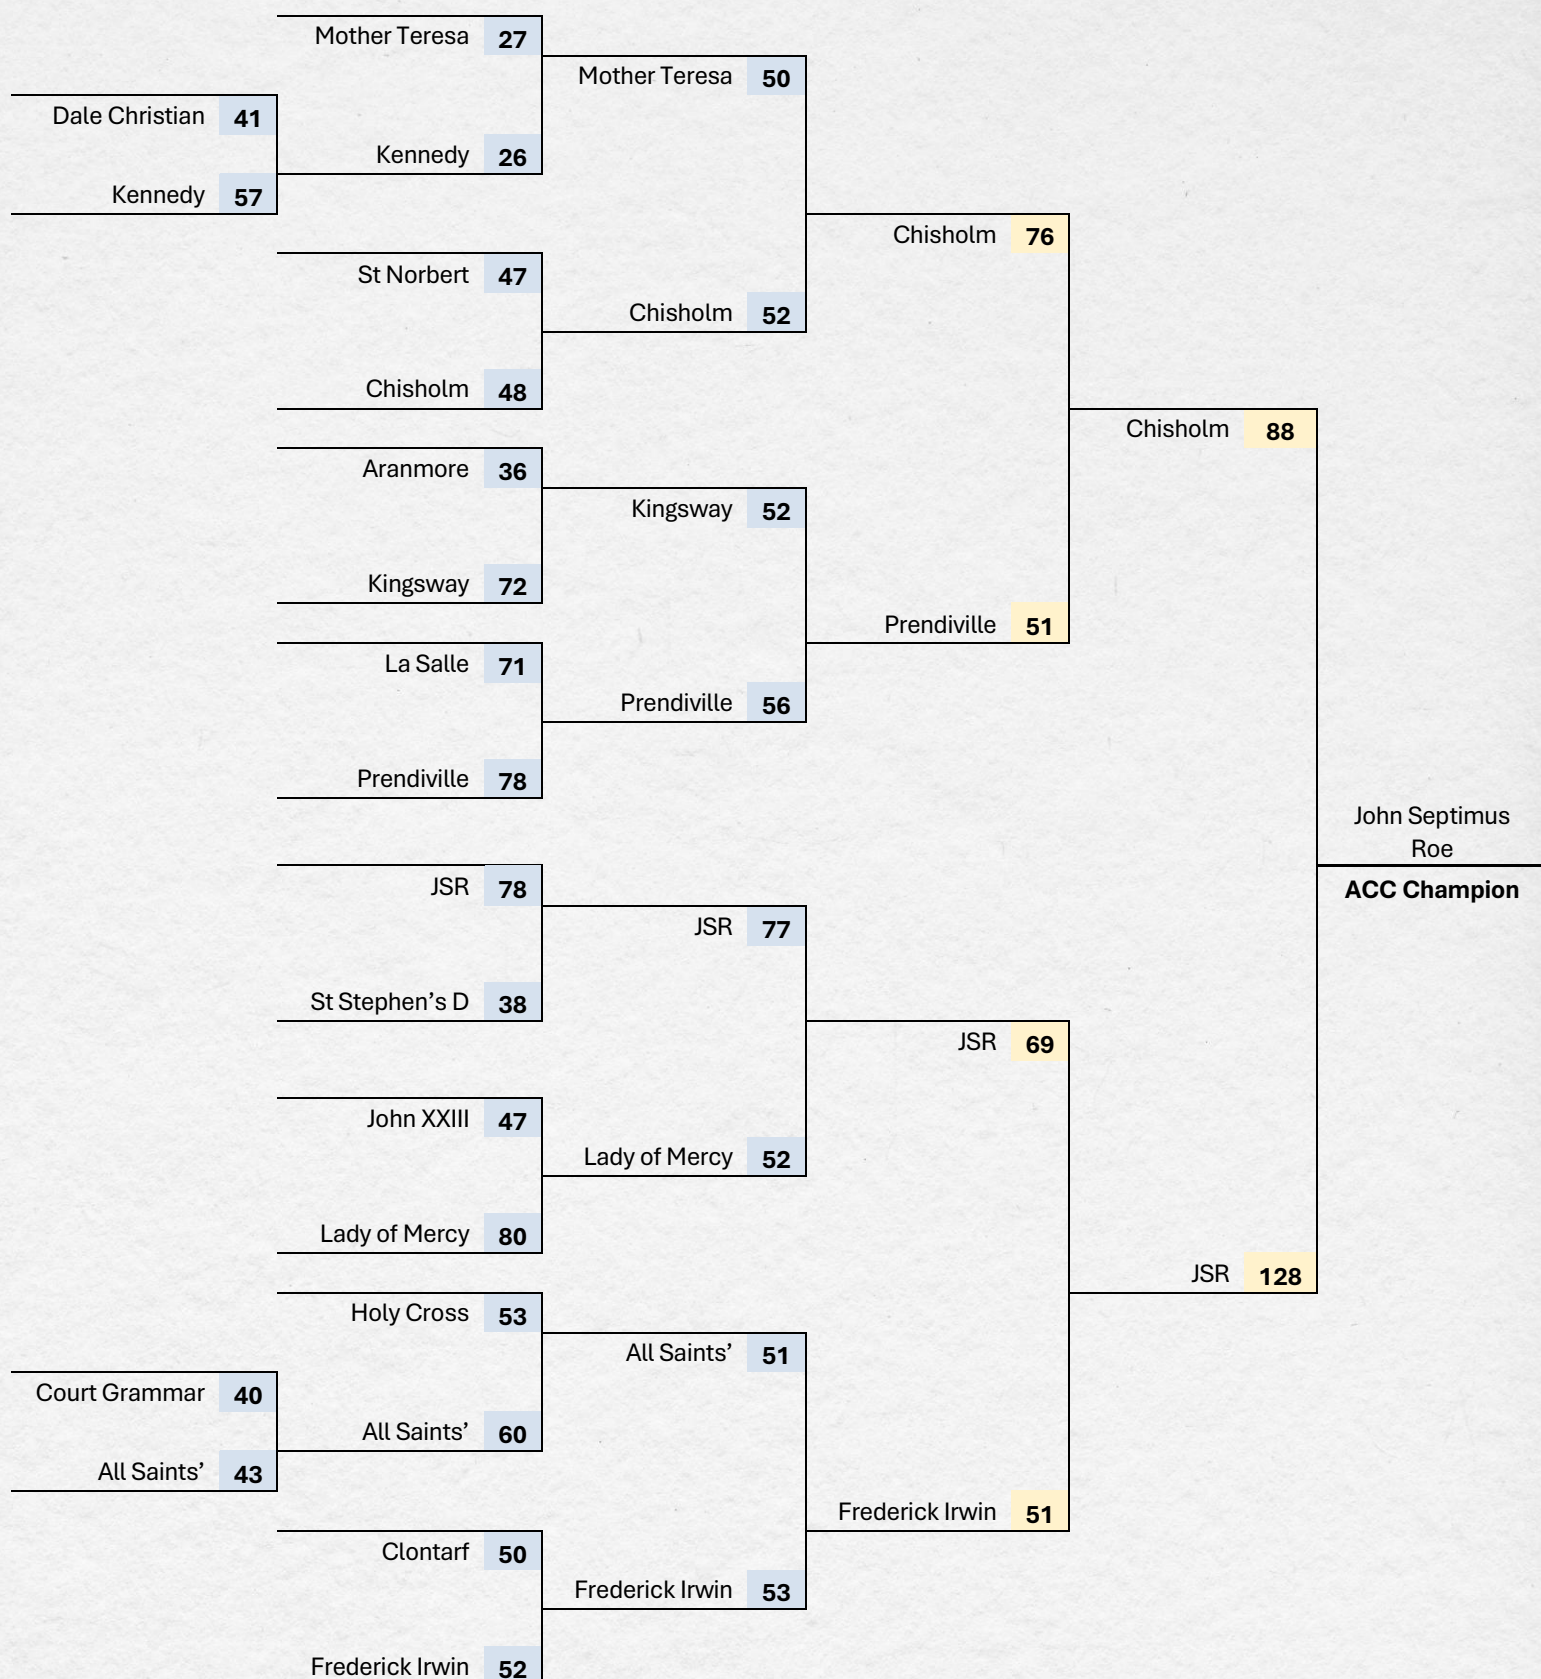 Mother Teresa 27
Mother Teresa 50
Dale Christian 41
Kennedy 26
Kennedy 57
Chisholm 76
St Norbert 47
Chisholm 52
Chisholm 48
Chisholm 88
Aranmore 36
Kingsway 52
Kingsway 72
Prendiville 51
La Salle 71
Prendiville 56
Prendiville 78
John Septimus
Roe
ACC Champion
JSR 78
JSR 77
St Stephen’s D 38
JSR 69
John XXIII 47
Lady of Mercy 52
Lady of Mercy 80
JSR 128
Holy Cross 53
All Saints’ 51
Court Grammar 40
All Saints’ 60
All Saints’ 43
Frederick Irwin 51
Clontarf 50
Frederick Irwin 53
Frederick Irwin 52